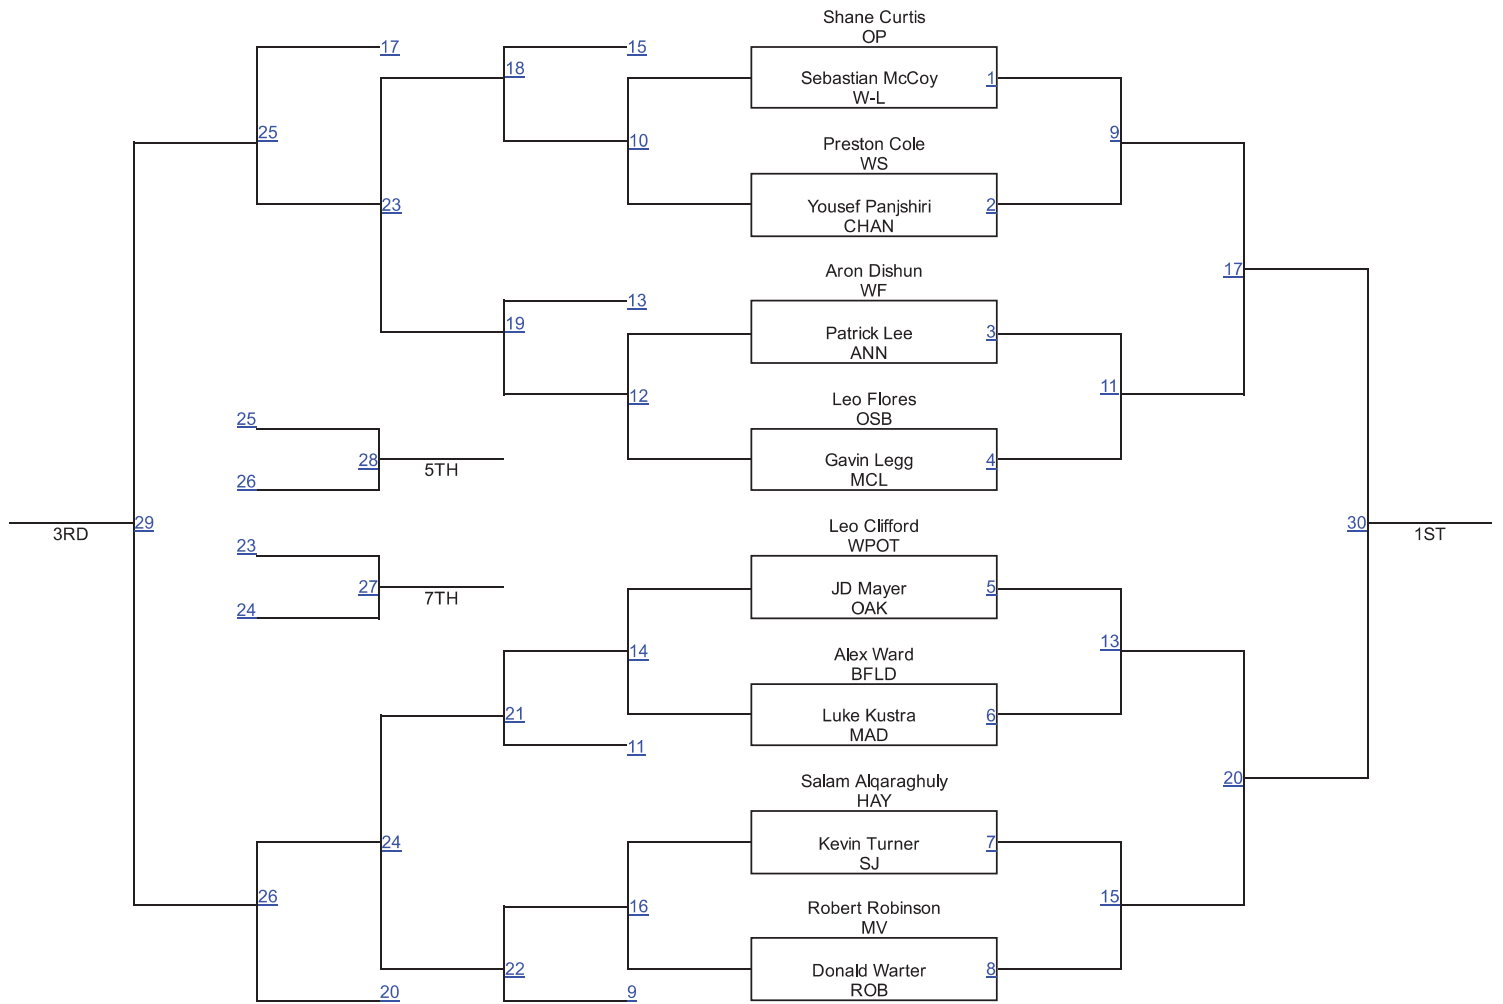 Shane Curtis
OP
17
15
18
Sebastian McCoy
1
W-L
25
10
9
Preston Cole
WS
23
Yousef Panjshiri
2
CHAN
Aron Dishun
WF
17
13
19
Patrick Lee
3
ANN
12
11
Leo Flores
OSB
25
28
5TH
Gavin Legg
4
MCL
26
29
3RD
Leo Clifford
WPOT
30
1ST
23
27
7TH
JD Mayer
5
OAK
24
14
13
Alex Ward
BFLD
21
Luke Kustra
6
MAD
11
Salam Alqaraghuly
HAY
20
24
Kevin Turner
7
SJ
26
16
15
Robert Robinson
MV
22
Donald Warter
8
ROB
20
9